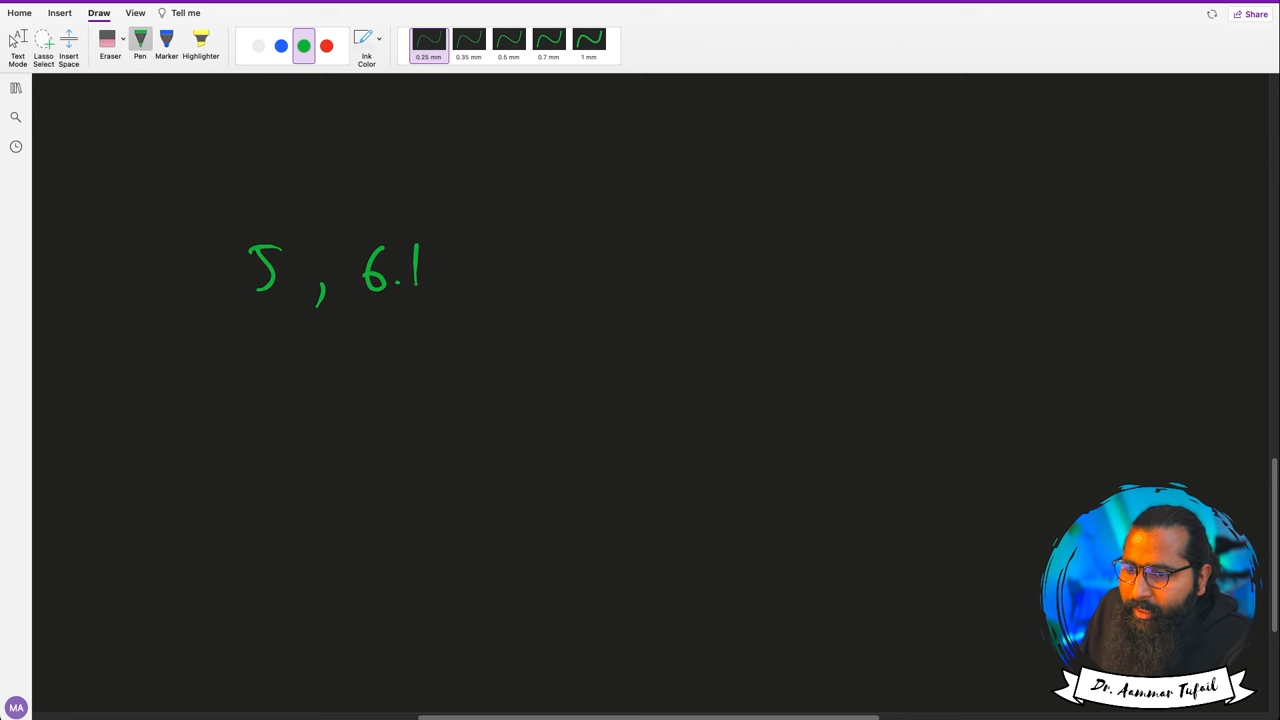 Home Insert Draw View Tell me
Share
Text Mode
Lasso Select
Insert Space
Eraser
Pen
Marker
Highlighter
Ink Color
0.25 mm
0.35 mm
0.5 mm
0.7 mm
1 mm
5 , 6.1
MA
Dr. Aammar Tufail